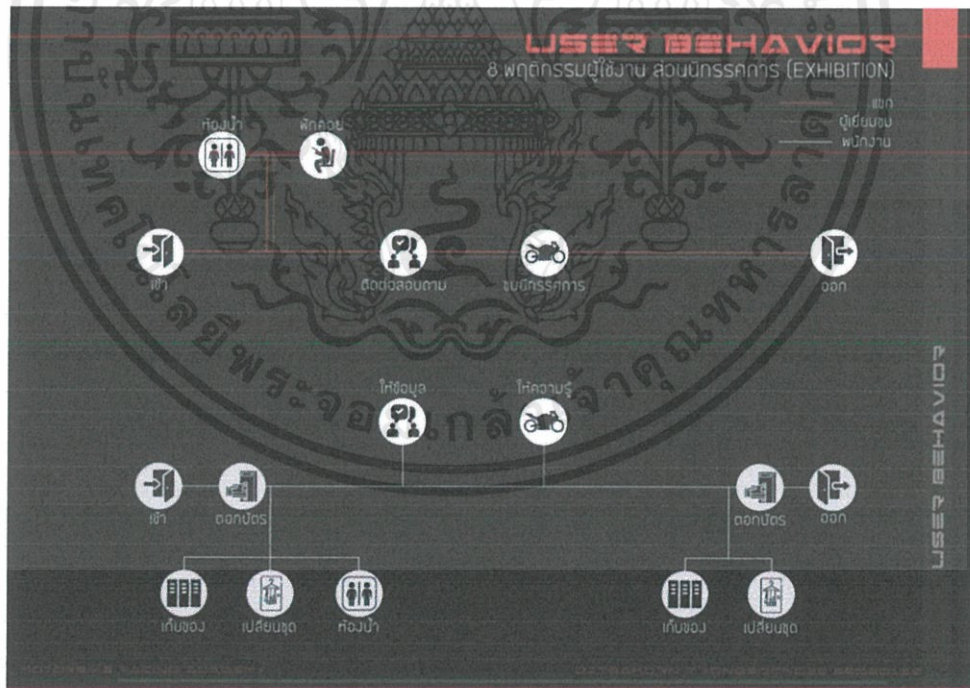 USER BEHAVIOR
8.พฤติกรรมผู้ใช้งาน ส่วนนิทรรศการ (EXHIBITION)
แขก
ผู้เยี่ยมชม
พนักงาน
ห้องน้ำ
พักคอย
เข้า
ติดต่อสอบถาม
ชมนิทรรศการ
ออก
ให้ข้อมูล
ให้ความรู้
เข้า
ตอกบัตร
ตอกบัตร
ออก
เก็บของ
เปลี่ยนชุด
ห้องน้ำ
เก็บของ
เปลี่ยนชุด
USER BEHAVIOR